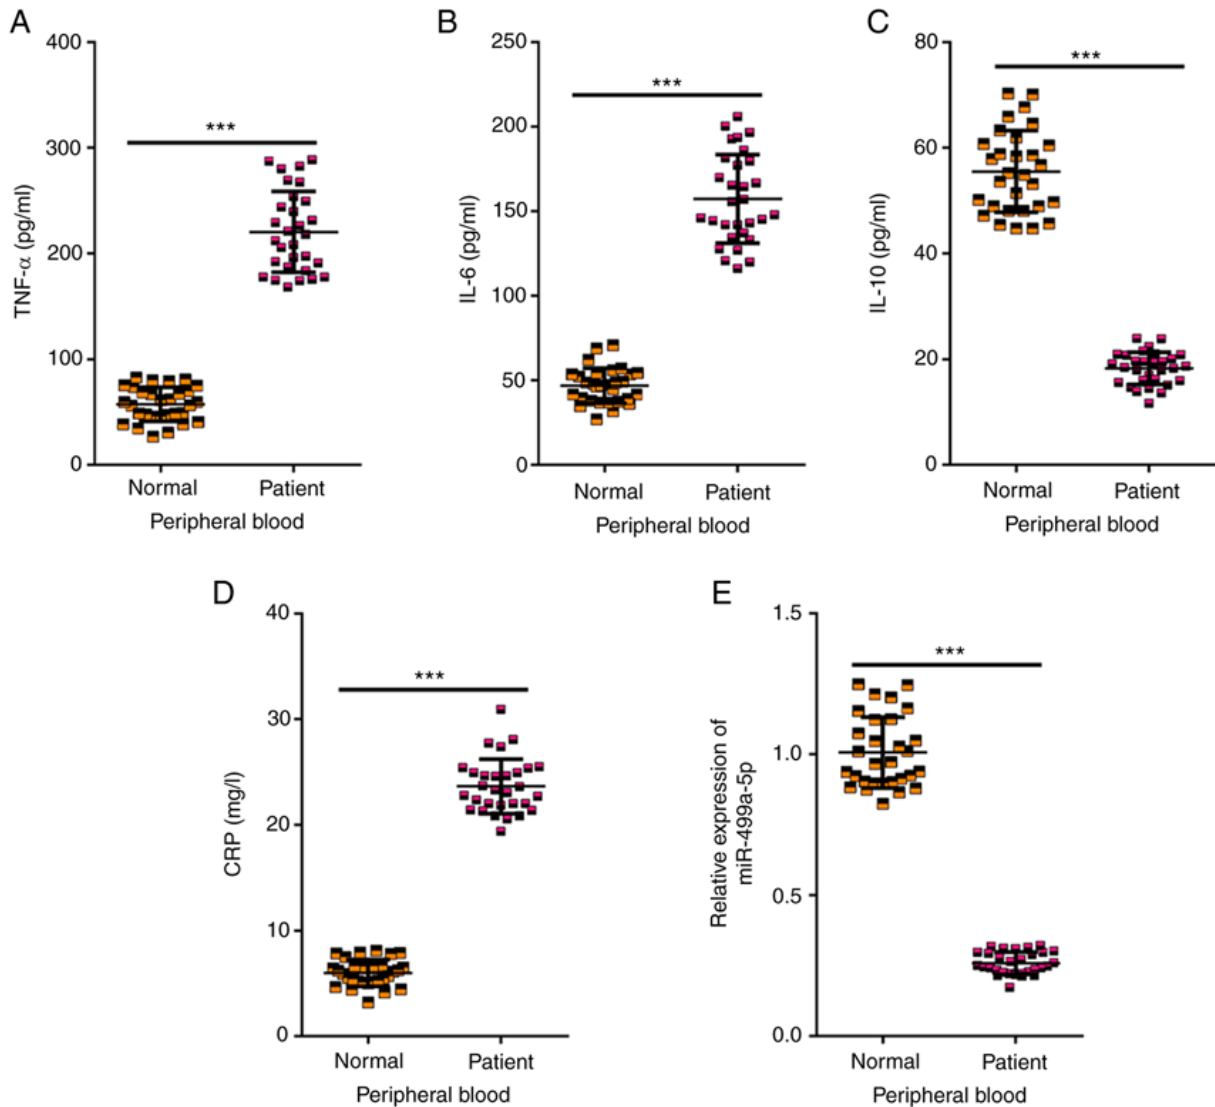 A
TNF-α (pg/ml)
400
300
200
100
0
***
Normal Patient
Peripheral blood
B
IL-6 (pg/ml)
250
200
150
100
50
0
***
Normal Patient
Peripheral blood
C
IL-10 (pg/ml)
80
60
40
20
0
***
Normal Patient
Peripheral blood
D
CRP (mg/l)
40
30
20
10
0
***
Normal Patient
Peripheral blood
E
Relative expression of
miR-499a-5p
1.5
1.0
0.5
0.0
***
Normal Patient
Peripheral blood